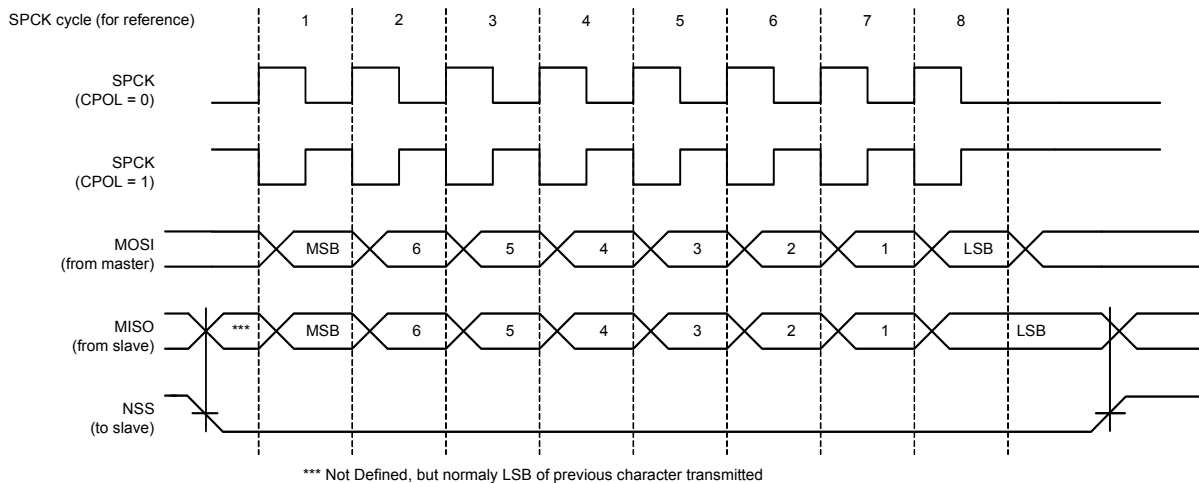 SPCK cycle (for reference) 1 2 3 4 5 6 7 8
SPCK
(CPOL = 0)
SPCK
(CPOL = 1)
MOSI
(from master)
MSB 6 5 4 3 2 1 LSB
MISO
(from slave)
*** MSB 6 5 4 3 2 1 LSB
NSS
(to slave)
*** Not Defined, but normaly LSB of previous character transmitted